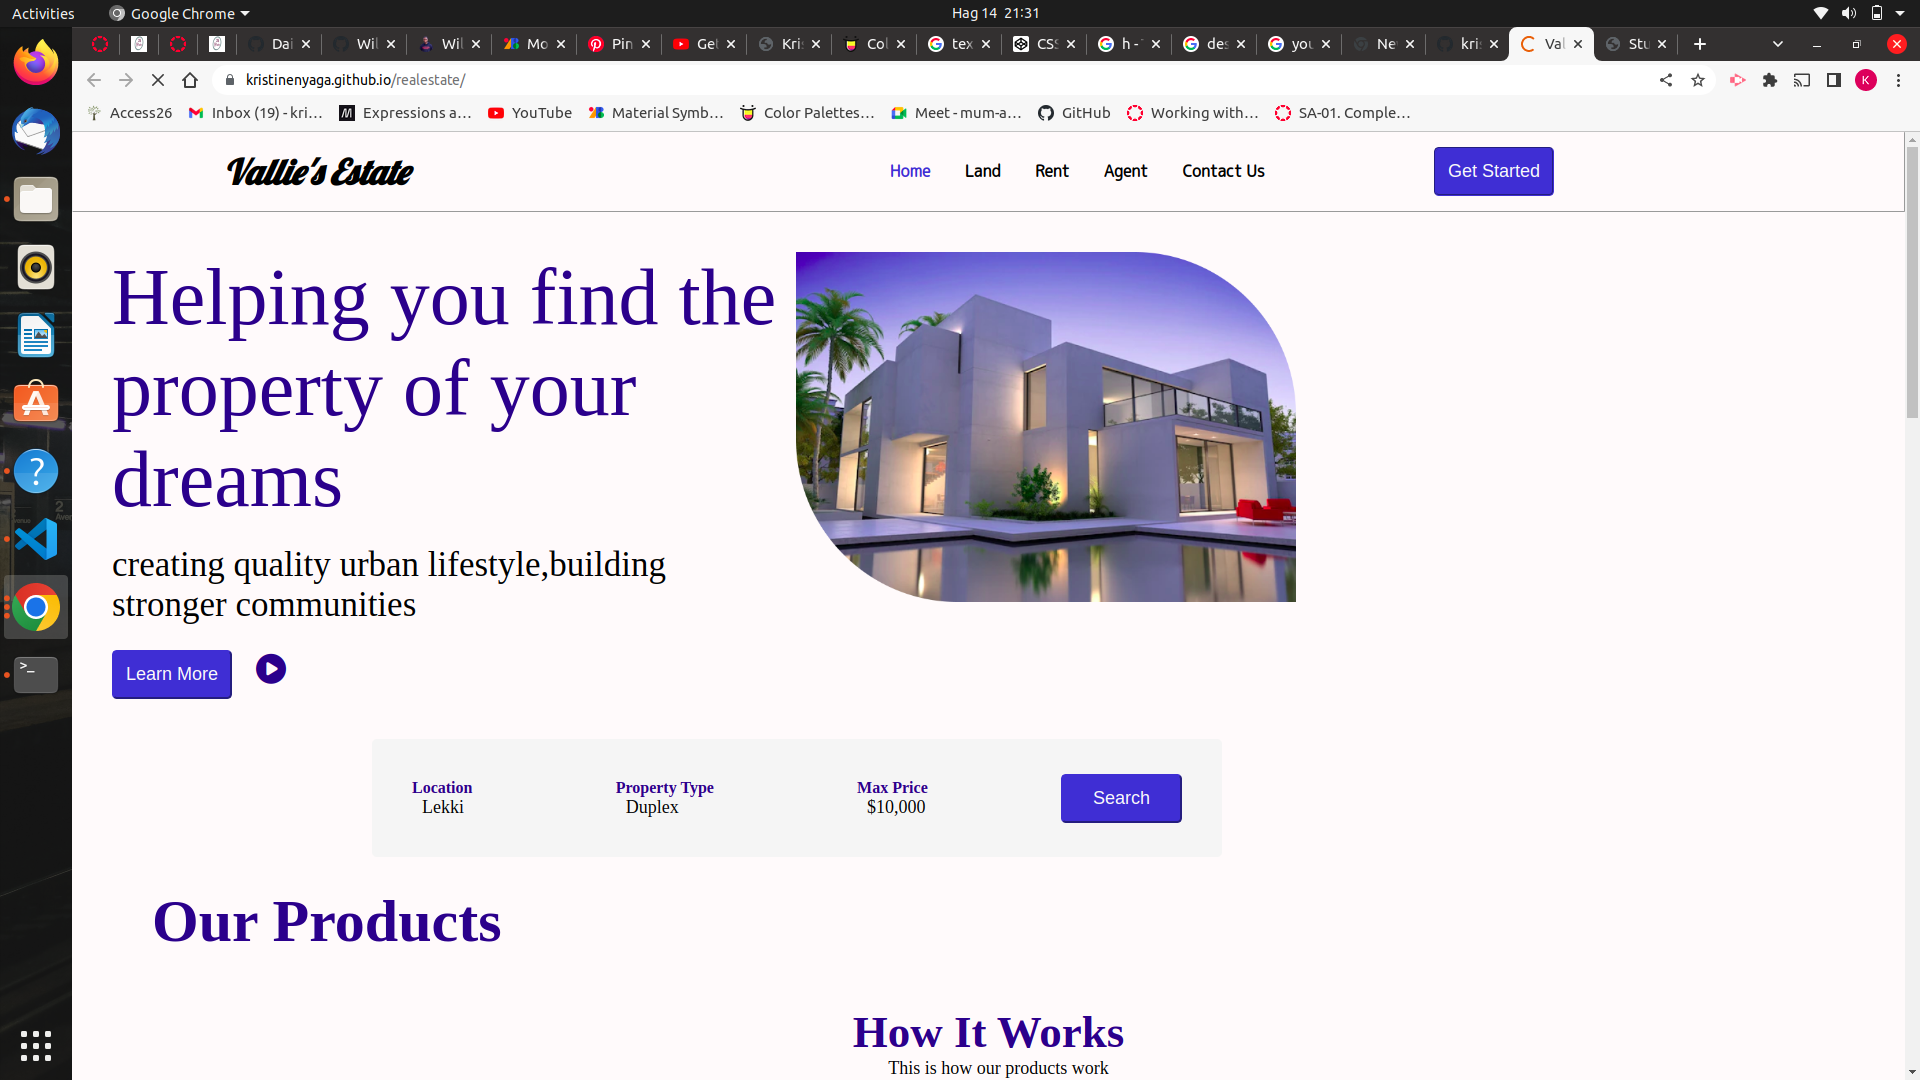 Activities
Google Chrome
Hag 14 21:31
Dai
Wil
Wil
Mo
Pin
Get
Kris
Col
tex
CSS
h - T
des
you
Ne
kris
Val
Stu
kristinenyaga.github.io/realestate/
K
Access26
Inbox (19) - kri…
Expressions a…
YouTube
Material Symb…
Color Palettes…
Meet - mum-a…
GitHub
Working with…
SA-01. Comple…
Vallie's Estate
Home
Land
Rent
Agent
Contact Us
Get Started
Helping you find the
property of your
dreams
creating quality urban lifestyle,building
stronger communities
Learn More
Location
Lekki
Property Type
Duplex
Max Price
$10,000
Search
Our Products
How It Works
This is how our products work